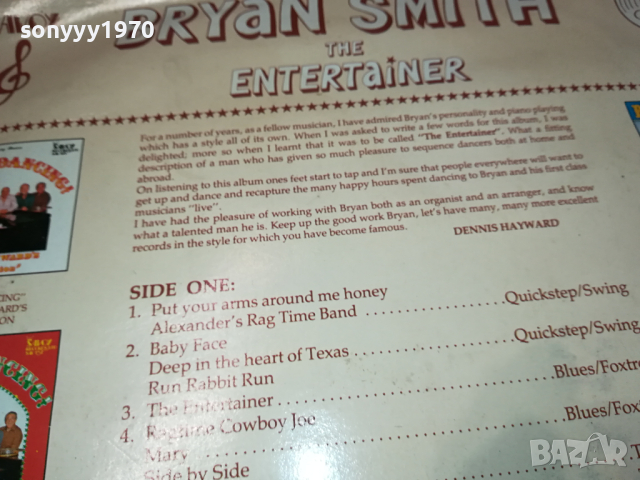 sonyyy1970
BRYAN SMITH
THE
ENTERTAINER
For a number of years, as a fellow musician, I have admired Bryan's personality and piano playing
which has a style all of its own. When I was asked to write a few words for this album, I was
delighted; more so when I learnt that it was to be called "The Entertainer". What a fitting
description of a man who has given so much pleasure to sequence dancers both at home and
abroad.
On listening to this album ones feet start to tap and I'm sure that people everywhere will want to
get up and dance and recapture the many happy hours spent dancing to Bryan and his first class
musicians "live".
I have had the pleasure of working with Bryan both as an organist and an arranger, and know
what a talented man he is. Keep up the good work Bryan, let's have many, many more excellent
records in the style for which you have become famous.
DENNIS HAYWARD
SIDE ONE:
1. Put your arms around me honey
Alexander's Rag Time Band Quickstep/Swing
2. Baby Face
Deep in the heart of Texas Quickstep/Swing
Run Rabbit Run
3. The Entertainer Blues/Foxtro
4. Ragtime Cowboy Joe
Mary Blues/Foxt
Side by Side
DANCING!
BAZAR
bg